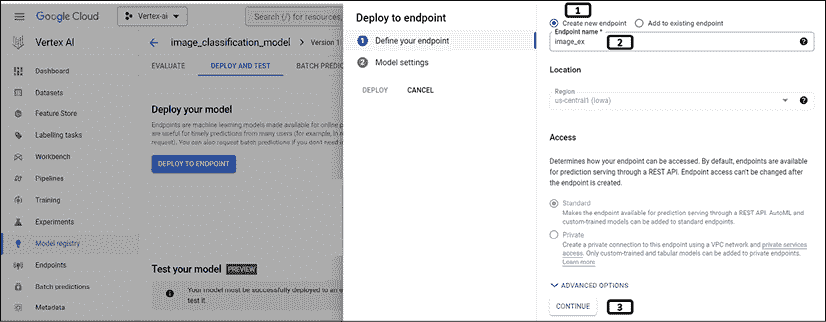 Google Cloud
Vertex-ai
Search (/) for resources,
Vertex AI
Dashboard
Datasets
Feature Store
Labelling tasks
Workbench
Pipelines
Training
Experiments
Model registry
Endpoints
Batch predictions
Metadata
image_classification_model
Version 1
EVALUATE
DEPLOY AND TEST
BATCH PREDIC
Deploy your model
Endpoints are machine learning models made available for online p
are useful for timely predictions from many users (for example, in r
request). You can also request batch predictions if you don't need i
DEPLOY TO ENDPOINT
Test your model PREVIEW
Your model must be successfully deployed to an e
test it.
Deploy to endpoint
1 Define your endpoint
2 Model settings
DEPLOY
CANCEL
1
Create new endpoint
Add to existing endpoint
Endpoint name *
image_ex
2
Location
Region
us-central1 (Iowa)
Access
Determines how your endpoint can be accessed. By default, endpoints are available
for prediction serving through a REST API. Endpoint access can't be changed after
the endpoint is created.
Standard
Makes the endpoint available for prediction serving through a REST API. AutoML and
custom-trained models can be added to standard endpoints.
Private
Create a private connection to this endpoint using a VPC network and private services
access. Only custom-trained and tabular models can be added to private endpoints.
Learn more
ADVANCED OPTIONS
CONTINUE
3